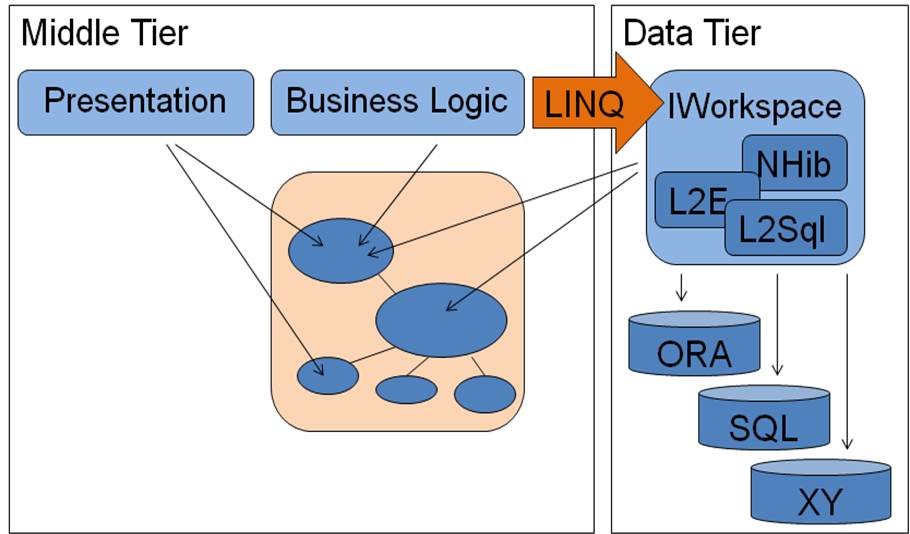 Middle Tier
Data Tier
Presentation
Business Logic
LINQ
IWorkspace
NHib
L2E
L2Sql
ORA
SQL
XY